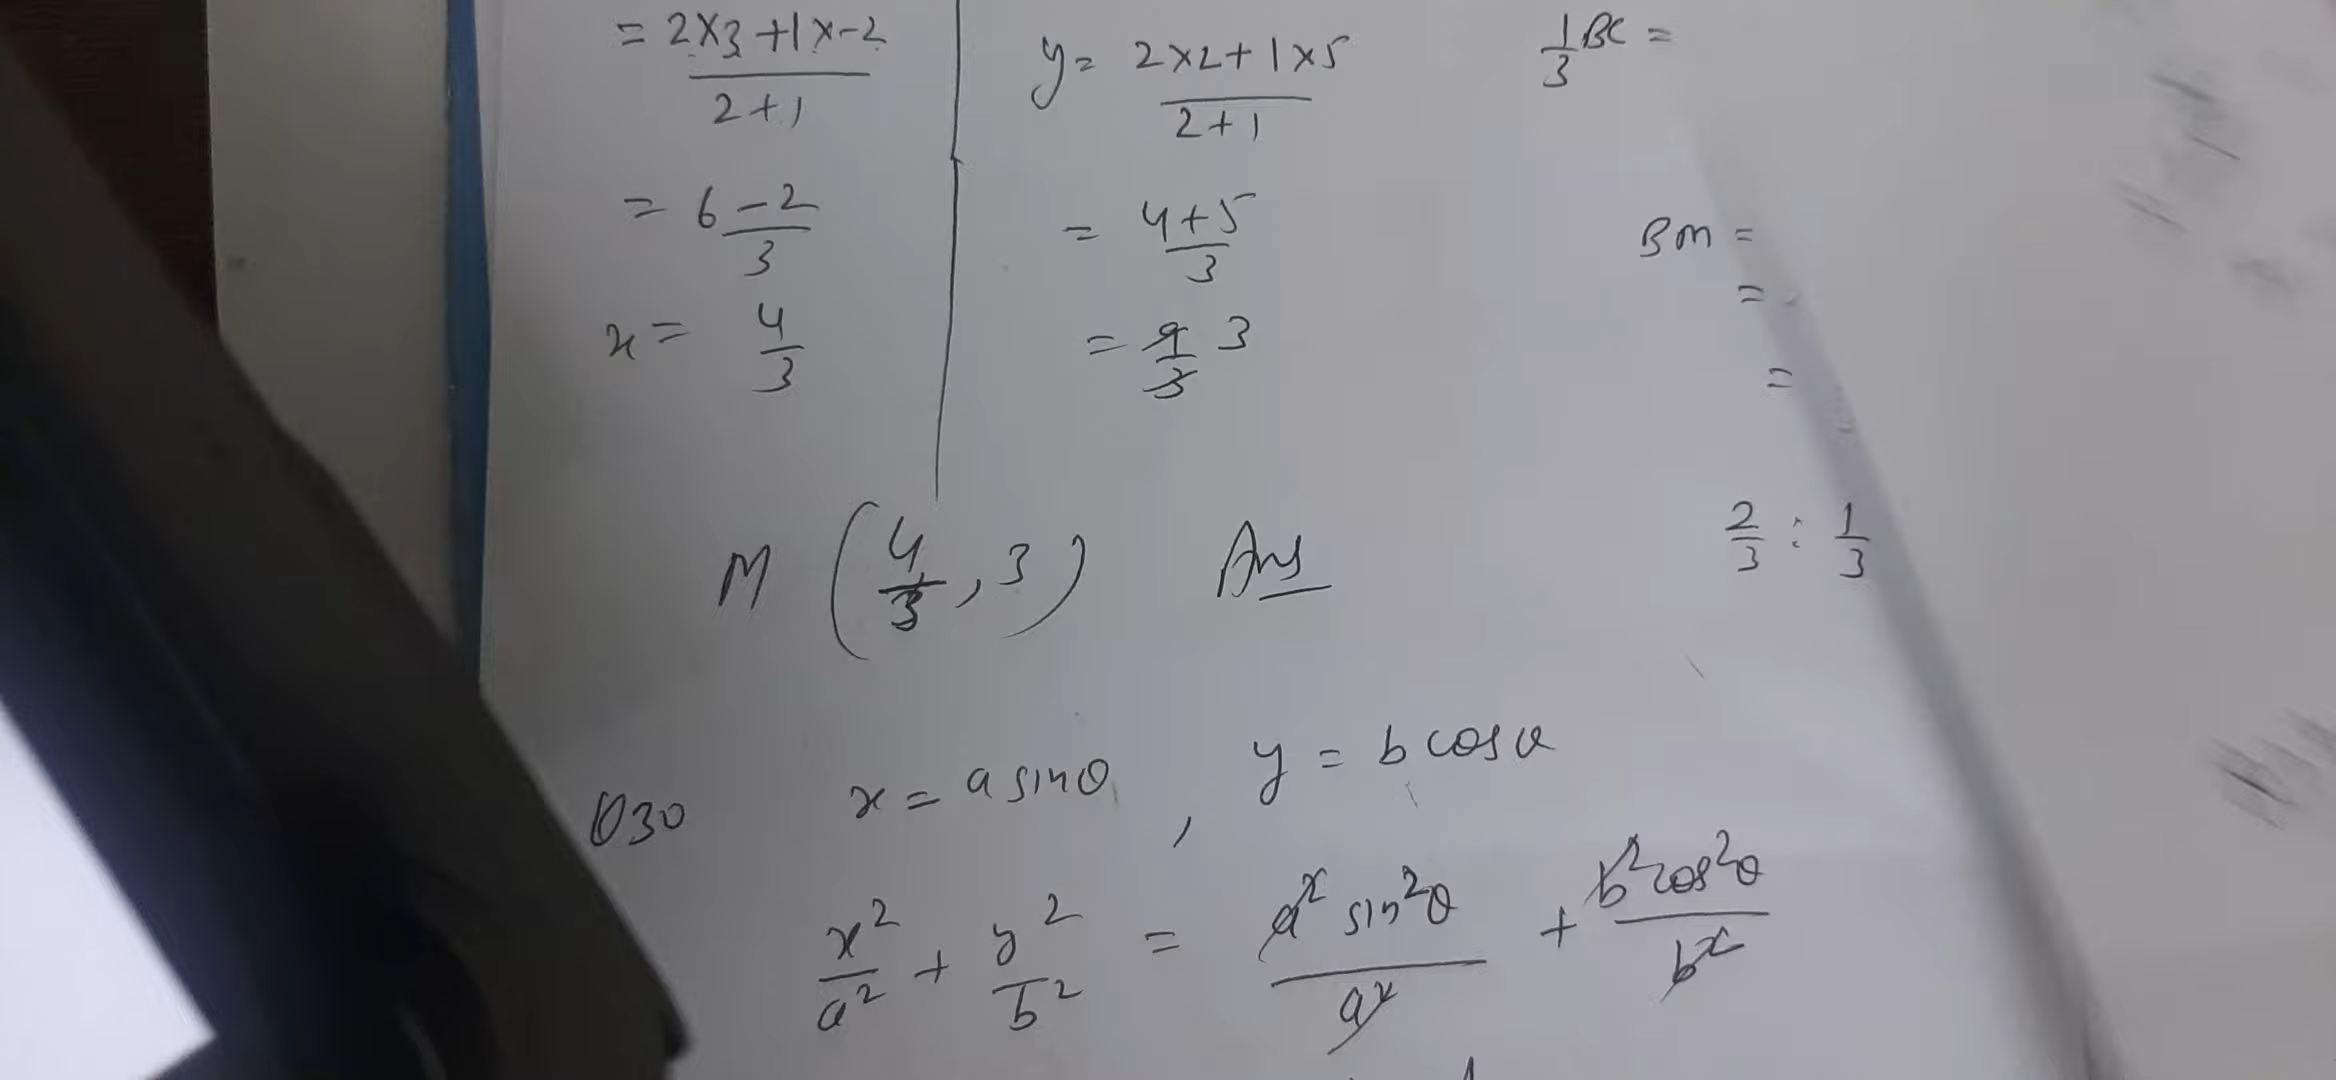 = 2×3+1×-2 / 2+1
= 6-2 / 3
x = 4/3
y = 2×2+1×5 / 2+1
= 4+5 / 3
= 9/3 3
1/3 BC =
BM =
=
=
2/3 : 1/3
M (4/3, 3) Ans
Q30 x = a sinθ, y = b cosθ
x²/a² + y²/b² = a² sin²θ / a² + b² cos²θ / b²